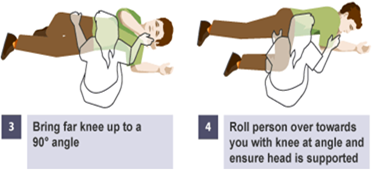 3
Bring far knee up to a
90° angle
4
Roll person over towards
you with knee at angle and
ensure head is supported